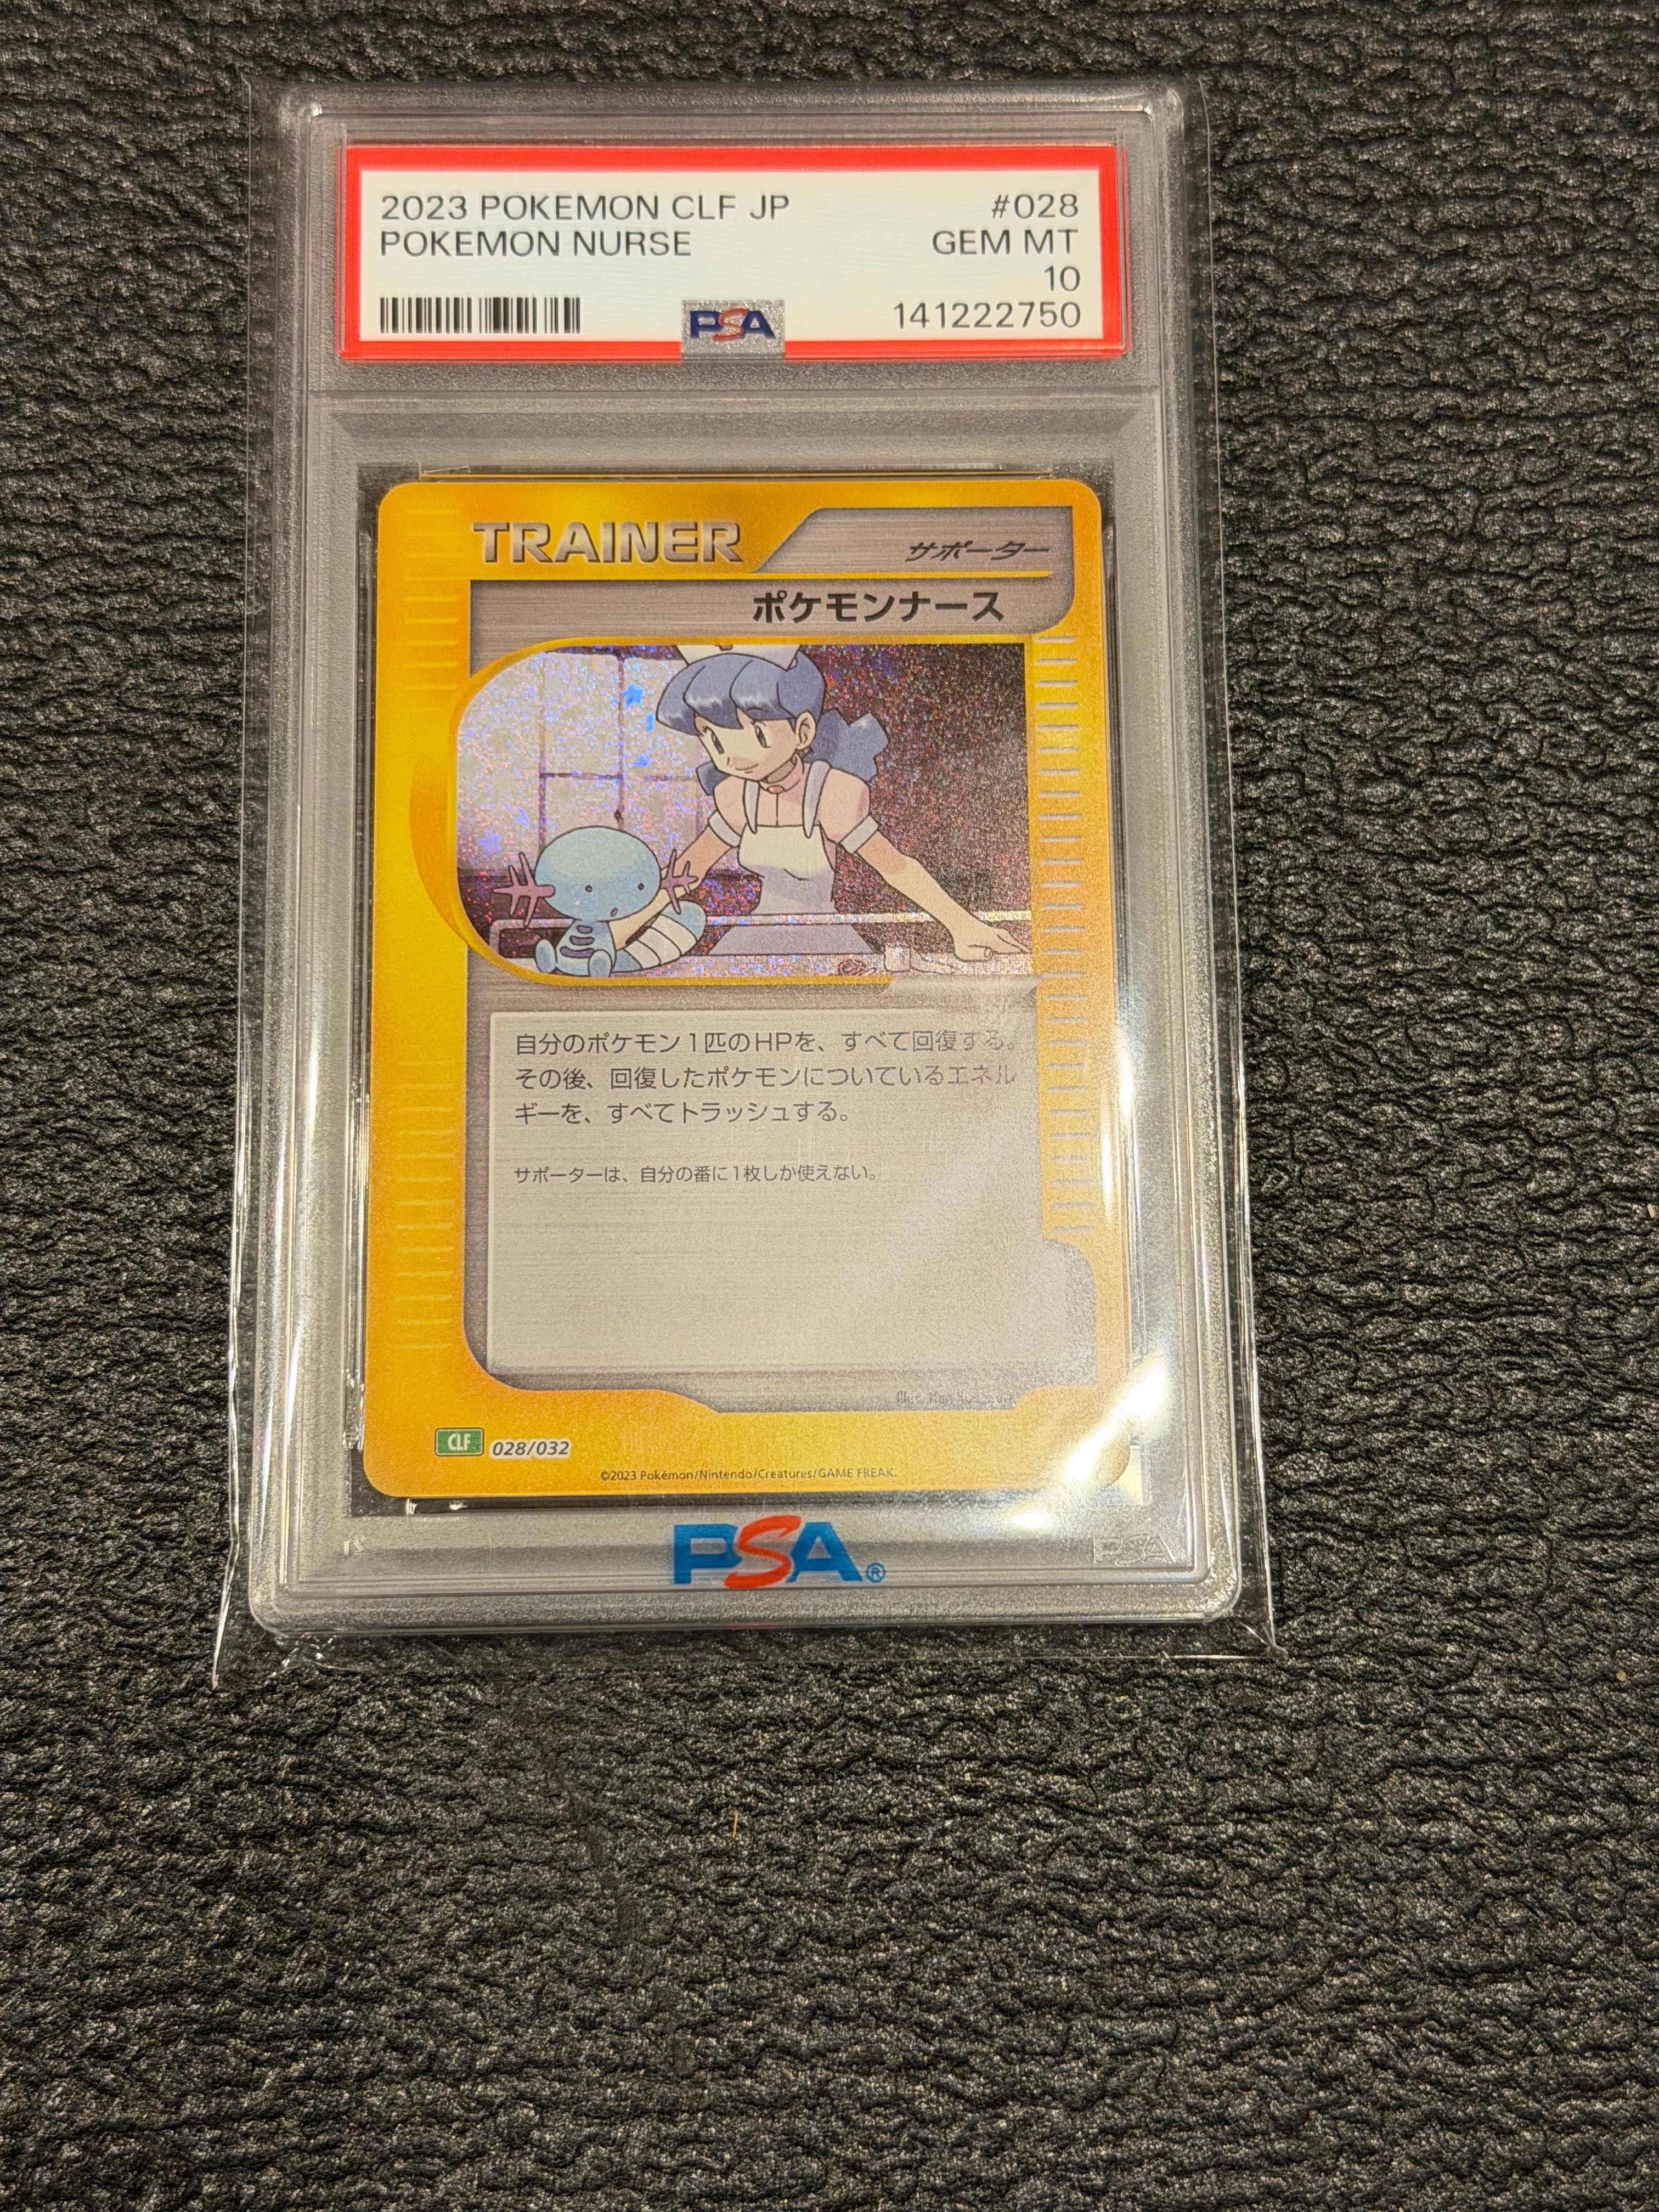 2023 POKEMON CLF JP #028
POKEMON NURSE GEM MT
10
PSA 141222750
TRAINER サポーター
ポケモンナース
自分のポケモン1匹のHPを、すべて回復する。
その後、回復したポケモンについているエネル
ギーを、すべてトラッシュする。
サポーターは、自分の番に1枚しか使えない。
Illus.
CLF 028/032
©2023 Pokémon/Nintendo/Creatures/GAME FREAK.
PSA®
PSA